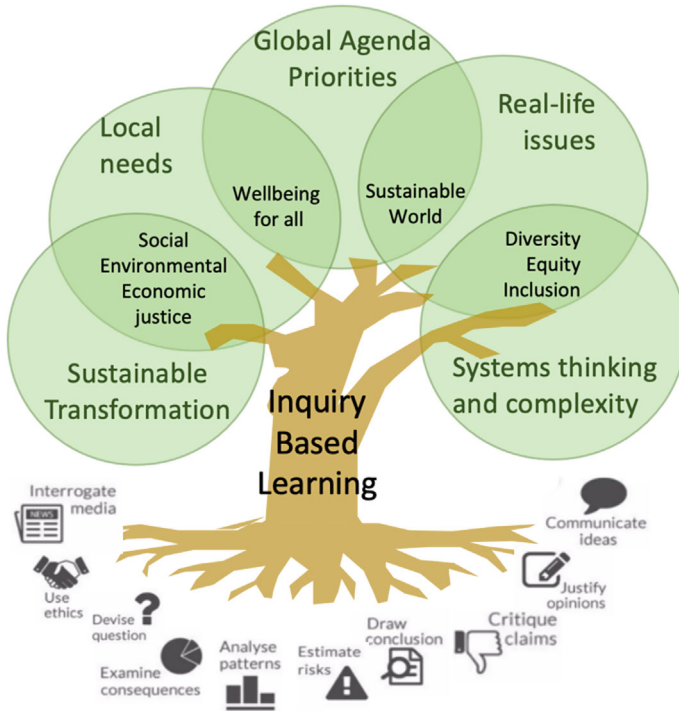 Global Agenda
Priorities
Local
needs
Real-life
issues
Wellbeing
for all
Sustainable
World
Social
Environmental
Economic
justice
Diversity
Equity
Inclusion
Sustainable
Transformation
Systems thinking
and complexity
Inquiry
Based
Learning
Interrogate
media
NEWS
Use
ethics
Devise
question
?
Examine
consequences
Analyse
patterns
Estimate
risks
!
Draw
conclusion
Critique
claims
Justify
opinions
Communicate
ideas